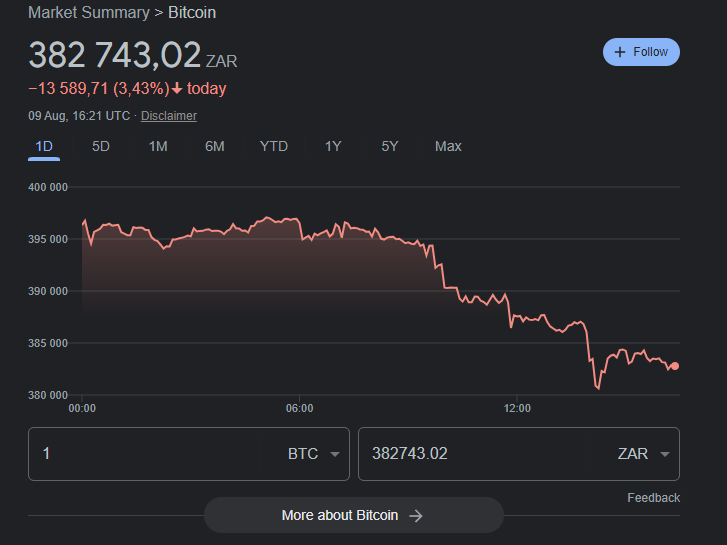 Market Summary > Bitcoin
382 743,02 ZAR
+ Follow
−13 589,71 (3,43%) today
09 Aug, 16:21 UTC · Disclaimer
1D 5D 1M 6M YTD 1Y 5Y Max
400 000
395 000
390 000
385 000
380 000
00:00 06:00 12:00
1 BTC 382743.02 ZAR
Feedback
More about Bitcoin